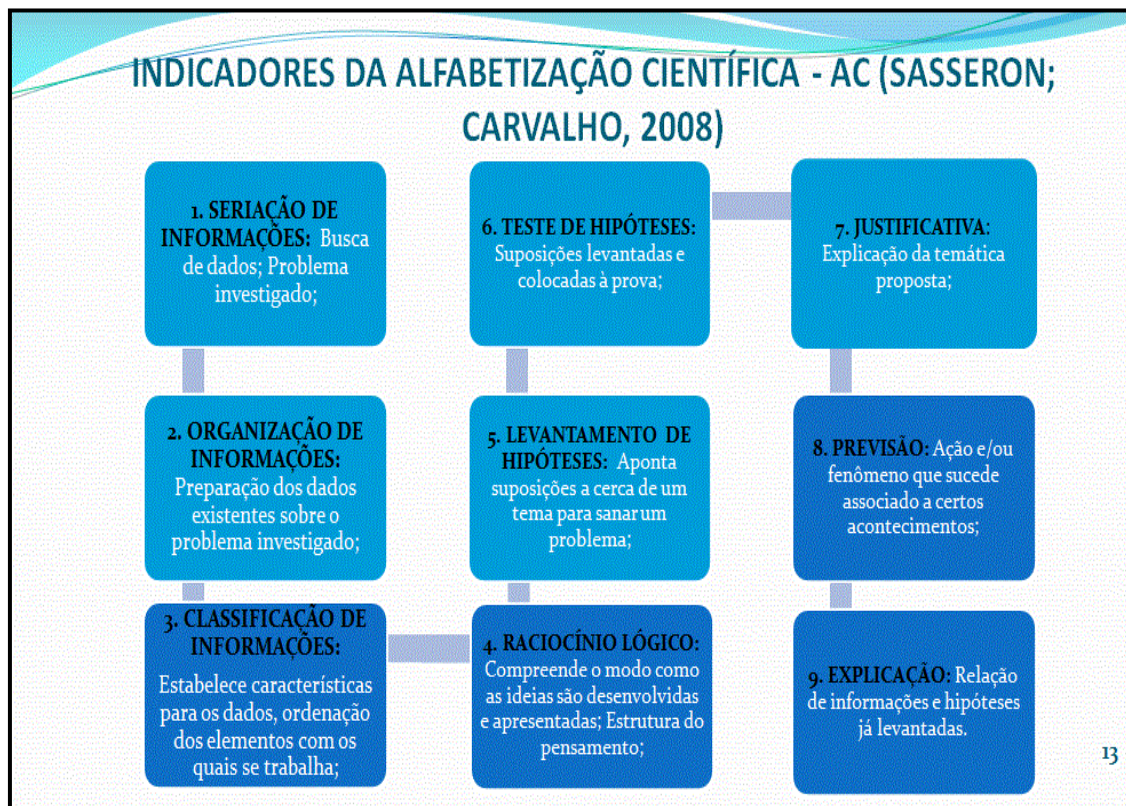 INDICADORES DA ALFABETIZAÇÃO CIENTÍFICA - AC (SASSERON;
CARVALHO, 2008)
1. SERIAÇÃO DE
INFORMAÇÕES: Busca
de dados; Problema
investigado;
2. ORGANIZAÇÃO DE
INFORMAÇÕES:
Preparação dos dados
existentes sobre o
problema investigado;
3. CLASSIFICAÇÃO DE
INFORMAÇÕES:
Estabelece características
para os dados, ordenação
dos elementos com os
quais se trabalha;
4. RACIOCÍNIO LÓGICO:
Compreende o modo como
as ideias são desenvolvidas
e apresentadas; Estrutura do
pensamento;
5. LEVANTAMENTO DE
HIPÓTESES: Aponta
suposições a cerca de um
tema para sanar um
problema;
6. TESTE DE HIPÓTESES:
Suposições levantadas e
colocadas à prova;
7. JUSTIFICATIVA:
Explicação da temática
proposta;
8. PREVISÃO: Ação e/ou
fenômeno que sucede
associado a certos
acontecimentos;
9. EXPLICAÇÃO: Relação
de informações e hipóteses
já levantadas.
13